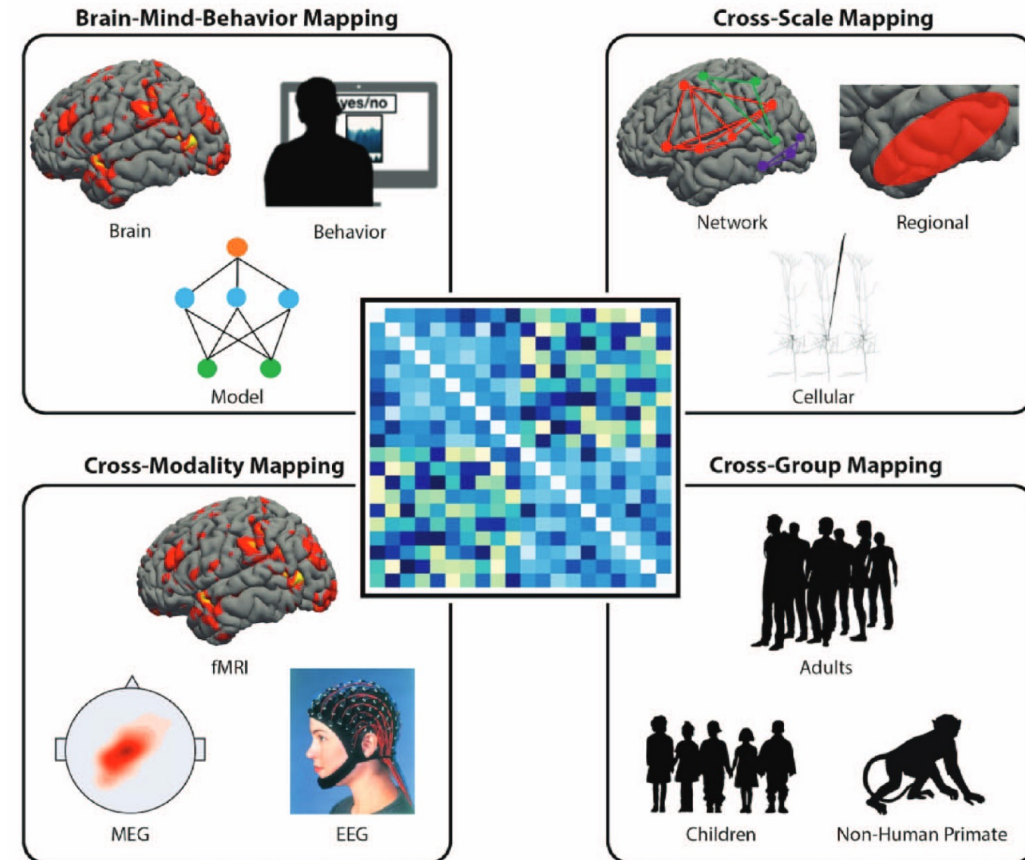 Brain-Mind-Behavior Mapping
yes/no
Brain
Behavior
Model
Cross-Scale Mapping
Network
Regional
Cellular
Cross-Modality Mapping
fMRI
MEG
EEG
Cross-Group Mapping
Adults
Children
Non-Human Primate